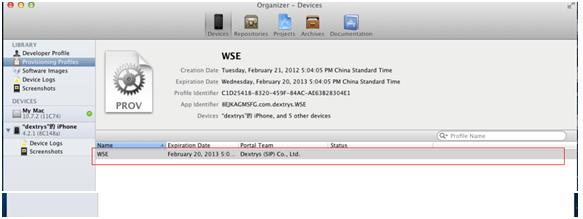 Organizer - Devices
Devices Repositories Projects Archives Documentation
LIBRARY
Developer Profile
Provisioning Profiles
Software Images
Device Logs
Screenshots
DEVICES
My Mac
10.7.2 (11C74)
"dextrys"的 iPhone
4.2.1 (8C148a)
Device Logs
Screenshots
PROV
WSE
Creation Date Tuesday, February 21, 2012 5:04:05 PM China Standard Time
Expiration Date Wednesday, February 20, 2013 5:04:05 PM China Standard Time
Profile Identifier C1D25418-8320-459F-84AC-AE63B28304E1
App Identifier 8EJKAGMSFG.com.dextrys.WSE
Devices "dextrys"的 iPhone, and 5 other devices
Profile Name
Name Expiration Date Portal Team Status
WSE February 20, 2013 5:0... Dextrys (SIP) Co., Ltd.